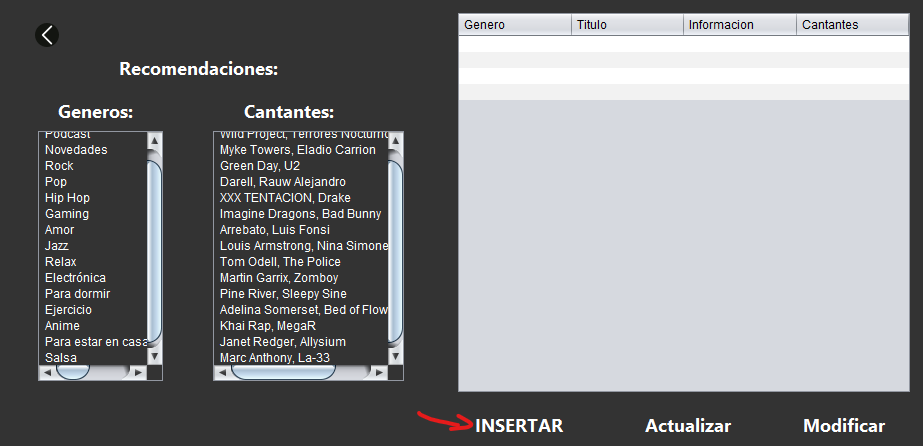 Genero Titulo Informacion Cantantes
Recomendaciones:
Generos:
Podcast
Novedades
Rock
Pop
Hip Hop
Gaming
Amor
Jazz
Relax
Electrónica
Para dormir
Ejercicio
Anime
Para estar en casa
Salsa
Cantantes:
Wild Project, Terrores Nocturno
Myke Towers, Eladio Carrion
Green Day, U2
Darell, Rauw Alejandro
XXX TENTACION, Drake
Imagine Dragons, Bad Bunny
Arrebato, Luis Fonsi
Louis Armstrong, Nina Simone
Tom Odell, The Police
Martin Garrix, Zomboy
Pine River, Sleepy Sine
Adelina Somerset, Bed of Flow
Khai Rap, MegaR
Janet Redger, Allysium
Marc Anthony, La-33
INSERTAR Actualizar Modificar